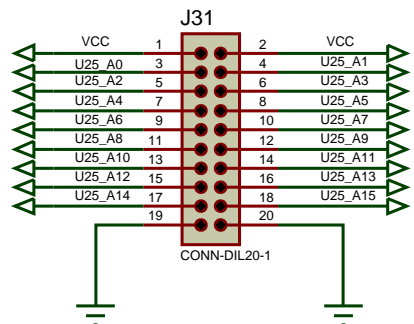 J31
VCC 1 2 VCC
U25_A0 3 4 U25_A1
U25_A2 5 6 U25_A3
U25_A4 7 8 U25_A5
U25_A6 9 10 U25_A7
U25_A8 11 12 U25_A9
U25_A10 13 14 U25_A11
U25_A12 15 16 U25_A13
U25_A14 17 18 U25_A15
19 20
CONN-DIL20-1